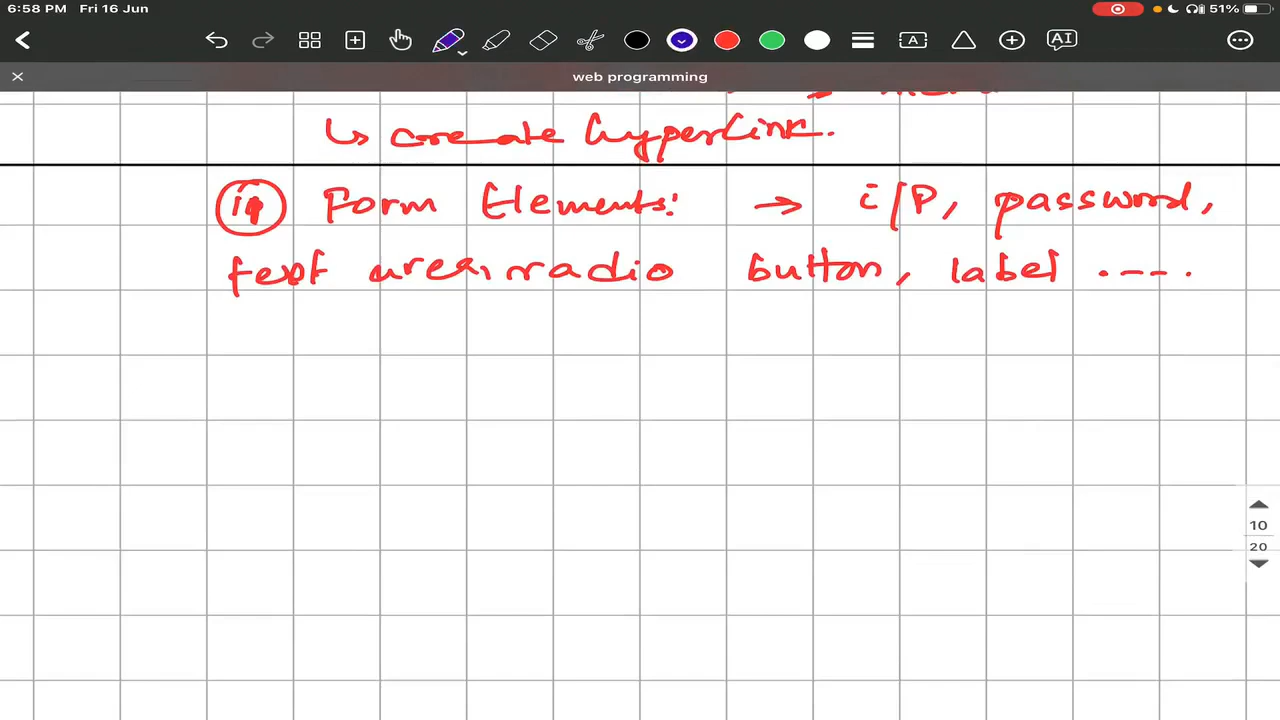 6:58 PM Fri 16 Jun
51%
A
AI
web programming
↳ create hyperlink.
Form Elements: → i/P, password,
text area, radio button, label .----.
10
20